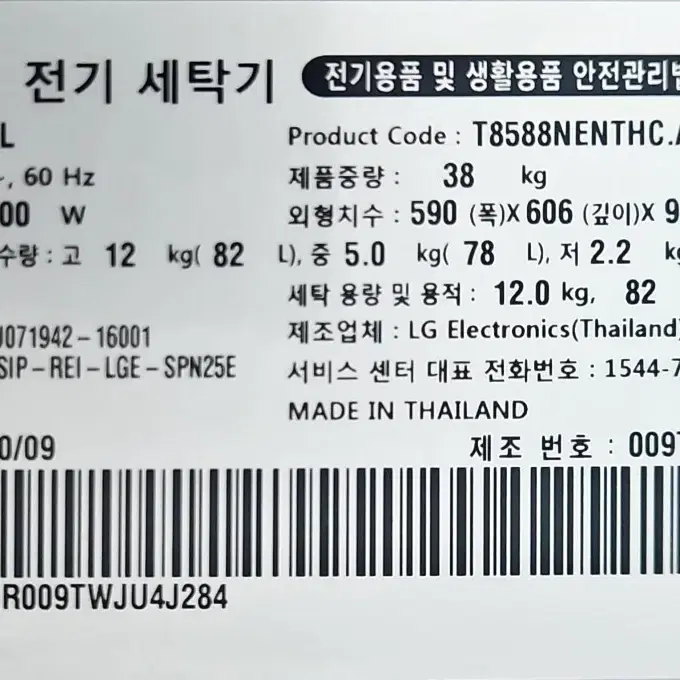 전기 세탁기 전기용품 및 생활용품 안전관리법
L Product Code : T8588NENTHC.A
~, 60 Hz 제품중량 : 38 kg
00 W 외형치수 : 590 (폭)X 606 (깊이)X 9
수량 : 고 12 kg( 82 L), 중 5.0 kg( 78 L), 저 2.2 kg
세탁 용량 및 용적 : 12.0 kg, 82
J071942-16001 제조업체 : LG Electronics(Thailand)
SIP-REI-LGE-SPN25E 서비스 센터 대표 전화번호 : 1544-7
MADE IN THAILAND
0/09 제조 번호 : 009T
R009TWJU4J284